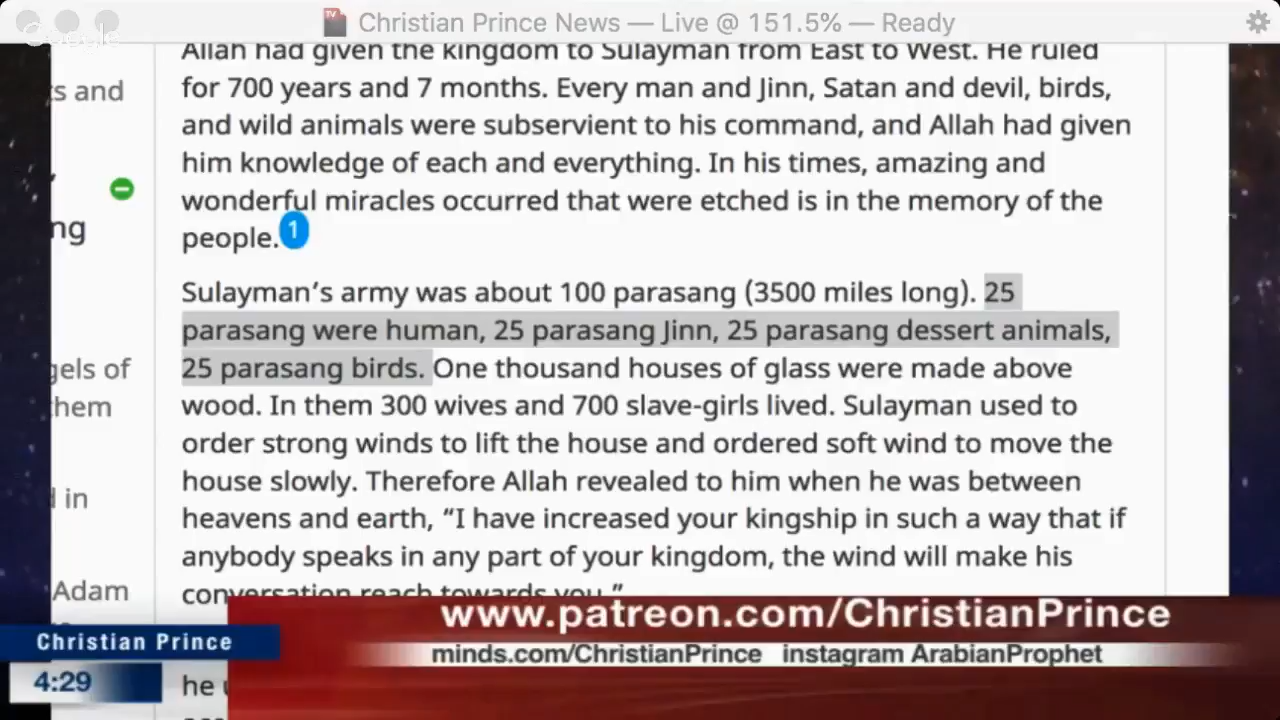 Christian Prince News — Live @ 151.5% — Ready
Google
Allah had given the kingdom to Sulayman from East to West. He ruled
for 700 years and 7 months. Every man and Jinn, Satan and devil, birds,
and wild animals were subservient to his command, and Allah had given
him knowledge of each and everything. In his times, amazing and
wonderful miracles occurred that were etched is in the memory of the
people. 1
Sulayman’s army was about 100 parasang (3500 miles long). 25
parasang were human, 25 parasang Jinn, 25 parasang dessert animals,
25 parasang birds. One thousand houses of glass were made above
wood. In them 300 wives and 700 slave-girls lived. Sulayman used to
order strong winds to lift the house and ordered soft wind to move the
house slowly. Therefore Allah revealed to him when he was between
heavens and earth, “I have increased your kingship in such a way that if
anybody speaks in any part of your kingdom, the wind will make his
conversation reach towards you.”
he
s and
ng
gels of
hem
in
Adam
www.patreon.com/ChristianPrince
minds.com/ChristianPrince instagram ArabianProphet
Christian Prince
4:29